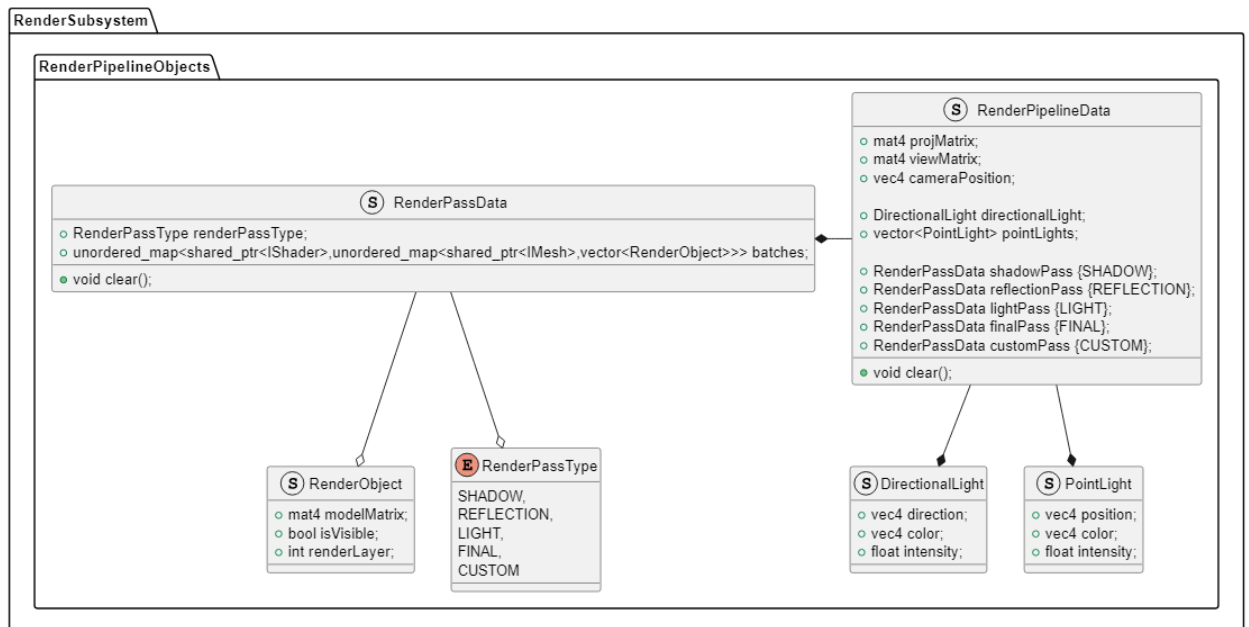 RenderSubsystem
RenderPipelineObjects
S RenderPipelineData
mat4 projMatrix;
mat4 viewMatrix;
vec4 cameraPosition;
DirectionalLight directionalLight;
vector<PointLight> pointLights;
RenderPassData shadowPass {SHADOW};
RenderPassData reflectionPass {REFLECTION};
RenderPassData lightPass {LIGHT};
RenderPassData finalPass {FINAL};
RenderPassData customPass {CUSTOM};
void clear();
S RenderPassData
RenderPassType renderPassType;
unordered_map<shared_ptr<IShader>,unordered_map<shared_ptr<IMesh>,vector<RenderObject>>> batches;
void clear();
S RenderObject
mat4 modelMatrix;
bool isVisible;
int renderLayer;
E RenderPassType
SHADOW,
REFLECTION,
LIGHT,
FINAL,
CUSTOM
S DirectionalLight
vec4 direction;
vec4 color;
float intensity;
S PointLight
vec4 position;
vec4 color;
float intensity;